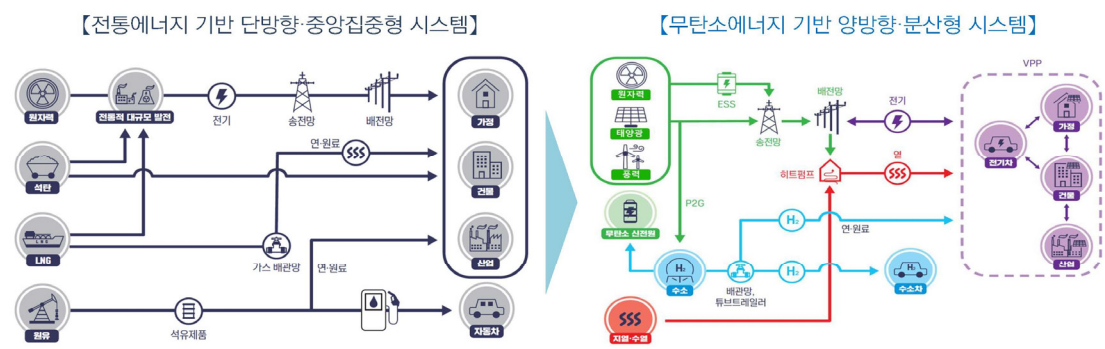 【전통에너지 기반 단방향·중앙집중형 시스템】
원자력
전통적 대규모 발전
전기
송전망
배전망
가정
석탄
연·원료
건물
LNG
LNG
가스 배관망
연·원료
산업
원유
석유제품
자동차
【무탄소에너지 기반 양방향·분산형 시스템】
VPP
원자력
ESS
태양광
송전망
배전망
전기
가정
전기차
풍력
히트펌프
열
건물
P2G
무탄소 신전원
H₂
연·원료
산업
H₂
수소
배관망,
튜브트레일러
H₂
H₂
수소차
지열·수열